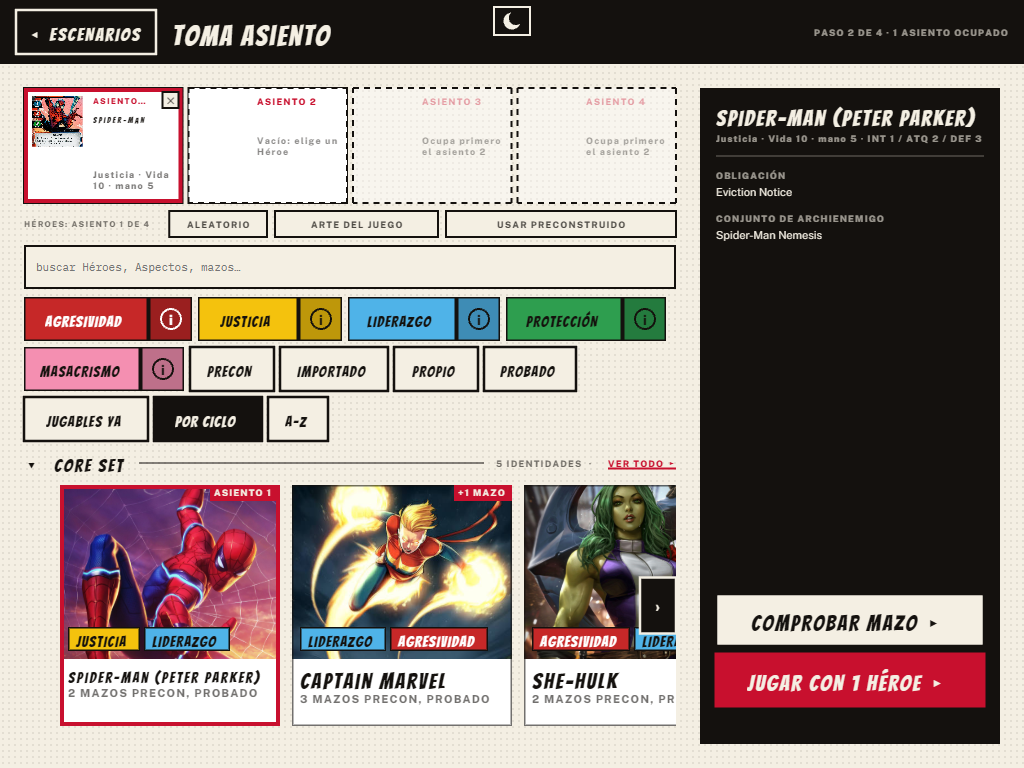 ◂ ESCENARIOS
TOMA ASIENTO
PASO 2 DE 4 · 1 ASIENTO OCUPADO
ASIENTO…
SPIDER-MAN
Justicia · Vida
10 · mano 5
ASIENTO 2
Vacío: elige un
Héroe
ASIENTO 3
Ocupa primero
el asiento 2
ASIENTO 4
Ocupa primero
el asiento 2
HÉROES: ASIENTO 1 DE 4
ALEATORIO
ARTE DEL JUEGO
USAR PRECONSTRUIDO
buscar Héroes, Aspectos, mazos…
AGRESIVIDAD
JUSTICIA
LIDERAZGO
PROTECCIÓN
MASACRISMO
PRECON
IMPORTADO
PROPIO
PROBADO
JUGABLES YA
POR CICLO
A-Z
▾ CORE SET
5 IDENTIDADES ·
VER TODO ▸
ASIENTO 1
JUSTICIA
LIDERAZGO
SPIDER-MAN (PETER PARKER)
2 MAZOS PRECON, PROBADO
+1 MAZO
LIDERAZGO
AGRESIVIDAD
CAPTAIN MARVEL
3 MAZOS PRECON, PROBADO
AGRESIVIDAD
LIDER
SHE-HULK
2 MAZOS PRECON, PR
SPIDER-MAN (PETER PARKER)
Justicia · Vida 10 · mano 5 · INT 1 / ATQ 2 / DEF 3
OBLIGACIÓN
Eviction Notice
CONJUNTO DE ARCHIENEMIGO
Spider-Man Nemesis
COMPROBAR MAZO ▸
JUGAR CON 1 HÉROE ▸